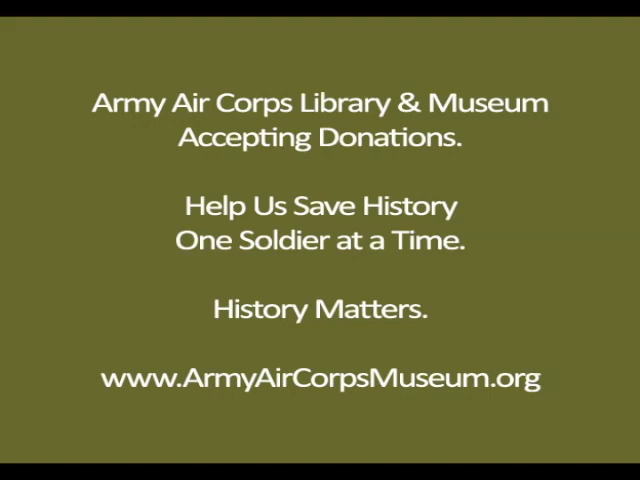 Army Air Corps Library & Museum
Accepting Donations.
Help Us Save History
One Soldier at a Time.
History Matters.
www.ArmyAirCorpsMuseum.org